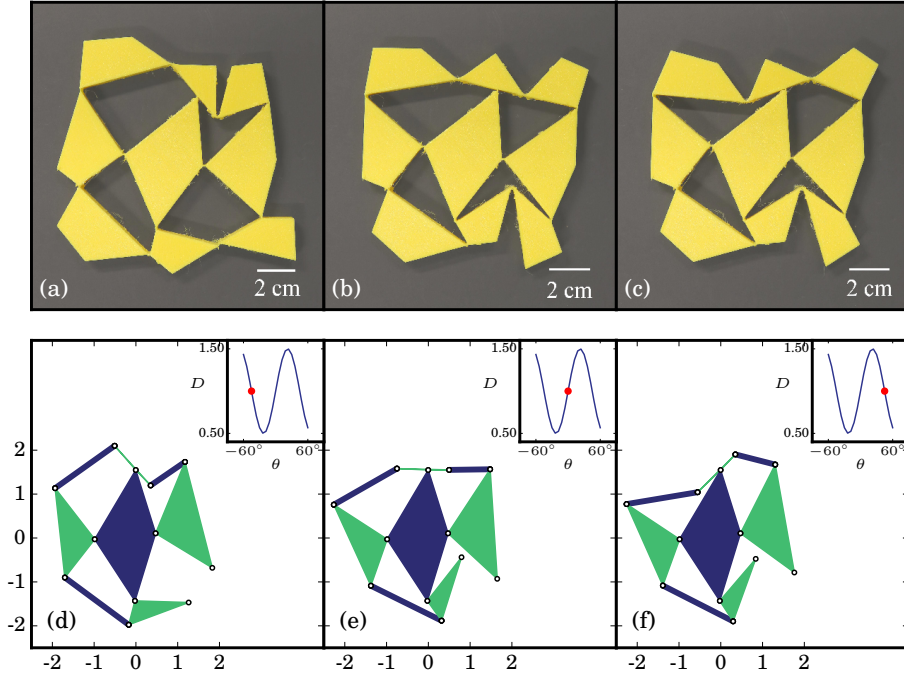 (a) 2 cm
(b) 2 cm
(c) 2 cm
1.50 1.50 1.50
D D D
0.50 0.50 0.50
−60° 60° −60° 60° −60° 60°
θ θ θ
2
1
0
-1
-2
(d) (e) (f)
-2 -1 0 1 2 -2 -1 0 1 2 -2 -1 0 1 2